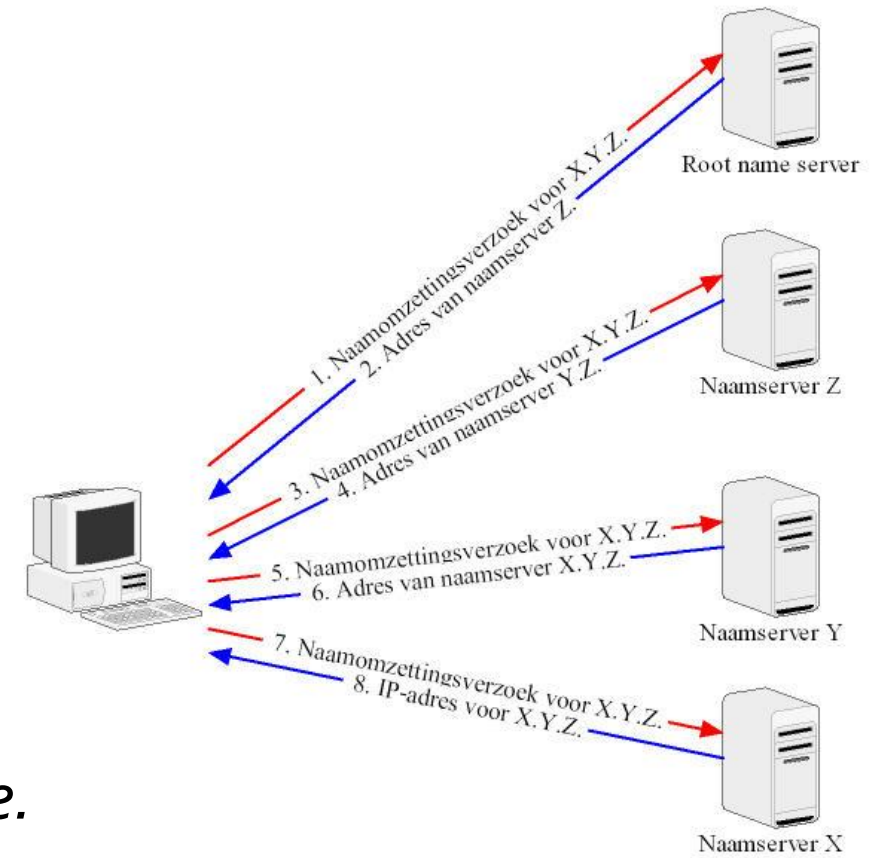 1. Naamomzettingsverzoek voor X.Y.Z.
2. Adres van naamserver Z.
Root name server
3. Naamomzettingsverzoek voor X.Y.Z.
4. Adres van naamserver Y.Z.
Naamserver Z
5. Naamomzettingsverzoek voor X.Y.Z.
6. Adres van naamserver X.Y.Z.
Naamserver Y
7. Naamomzettingsverzoek voor X.Y.Z.
8. IP-adres voor X.Y.Z.
Naamserver X
e.